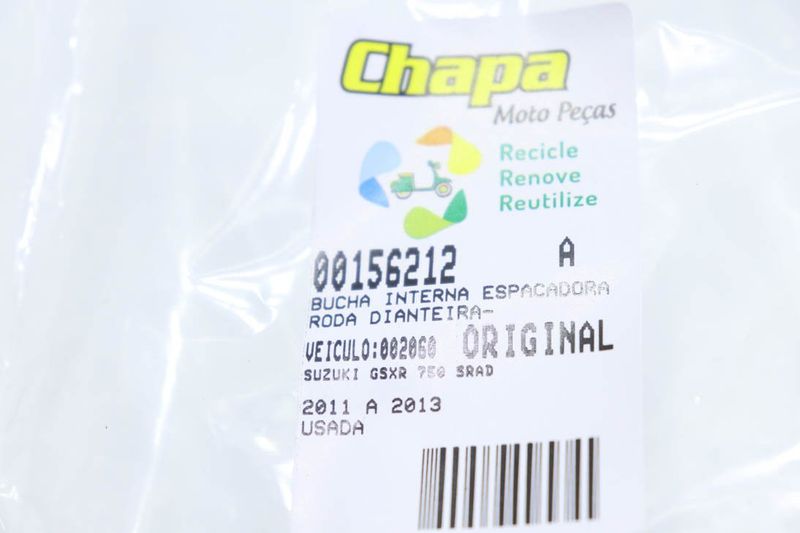 Chapa
Moto Peças
Recicle
Renove
Reutilize
00156212 A
BUCHA INTERNA ESPACADORA
RODA DIANTEIRA-
VEICULO:002060 ORIGINAL
SUZUKI GSXR 750 SRAD
2011 A 2013
USADA